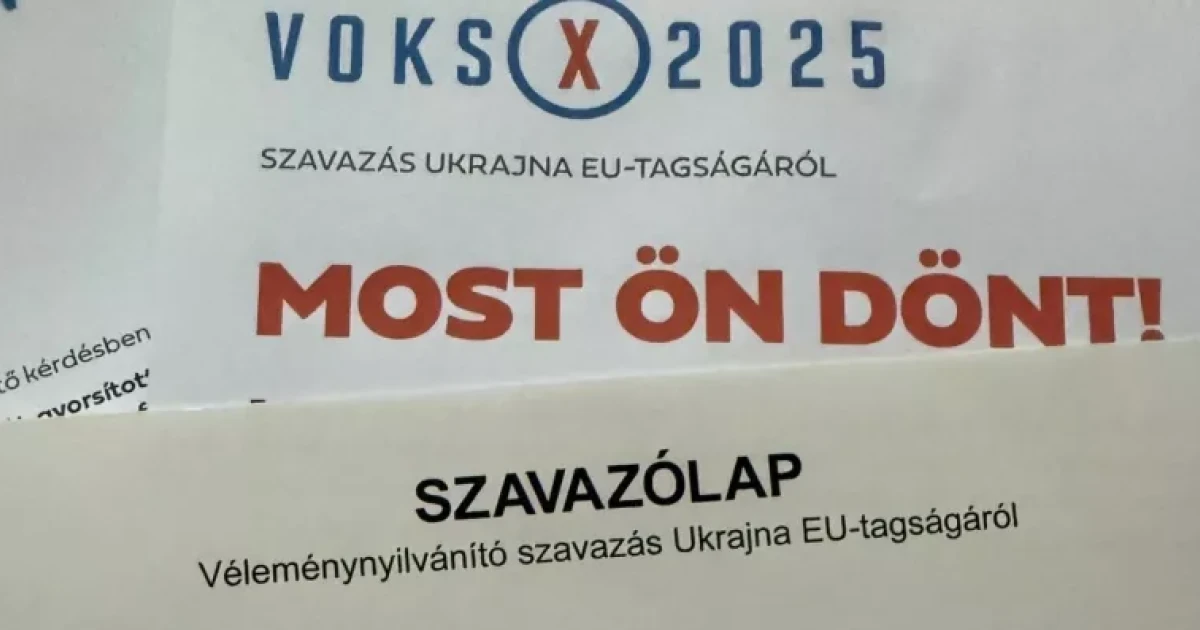 VOKS X 2025
SZAVAZÁS UKRAJNA EU-TAGSÁGÁRÓL
MOST ÖN DÖNT!
kérdésben
SZAVAZÓLAP
Véleménynyilvánító szavazás Ukrajna EU-tagságáról